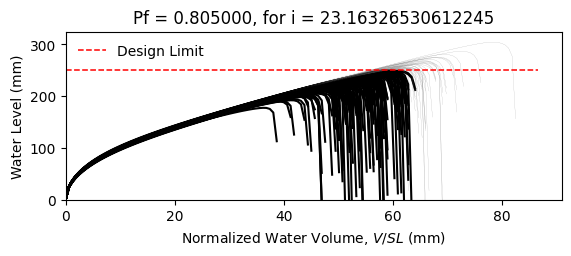 Pf = 0.805000, for i = 23.16326530612245
Design Limit
Water Level (mm)
300
200
100
0
0 20 40 60 80
Normalized Water Volume, V/SL (mm)